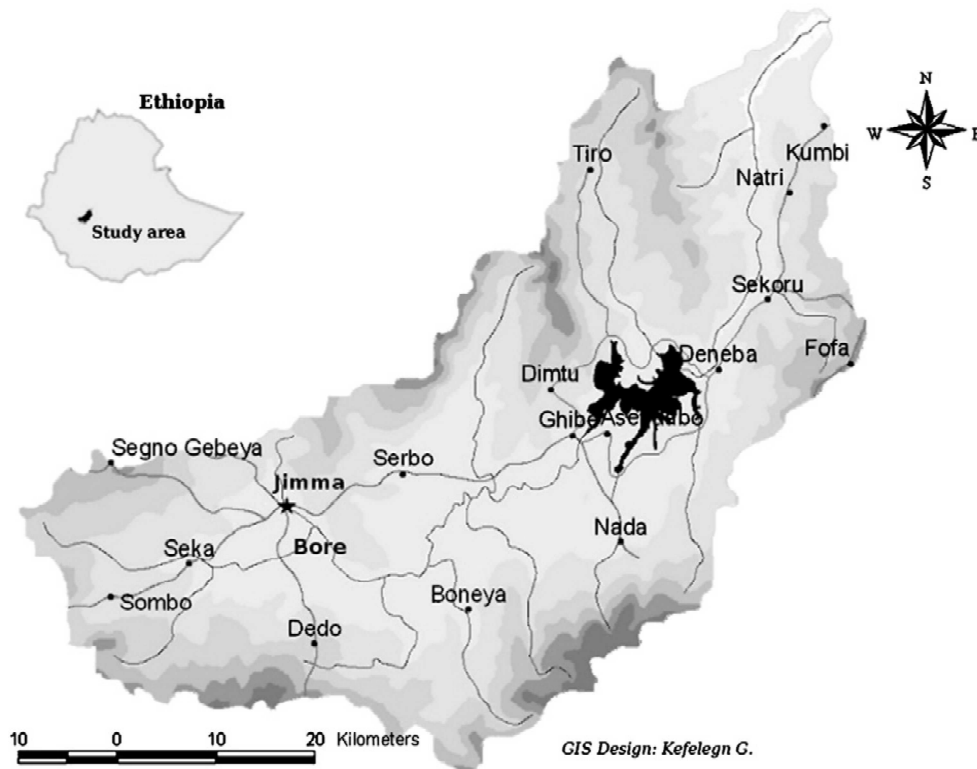 Ethiopia
Study area
N
W
E
S
Tiro
Kumbi
Natri
Sekoru
Deneba
Fofa
Dimtu
Ghibe
Segno Gebeya
Serbo
Jimma
Nada
Bore
Seka
Sombo
Boneya
Dedo
10 0 10 20 Kilometers
GIS Design: Kefelegn G.